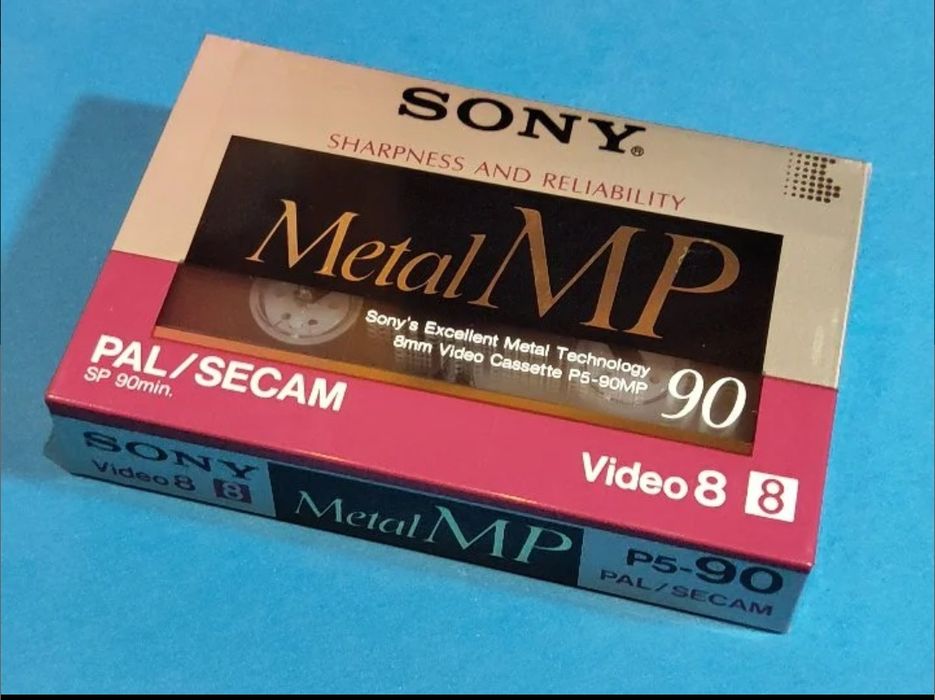 SONY®
SHARPNESS AND RELIABILITY
Metal MP
Sony's Excellent Metal Technology
8mm Video Cassette P5-90MP
90
PAL/SECAM
SP 90min.
Video 8 8
SONY
Video 8 8
Metal MP
P5-90
PAL/SECAM